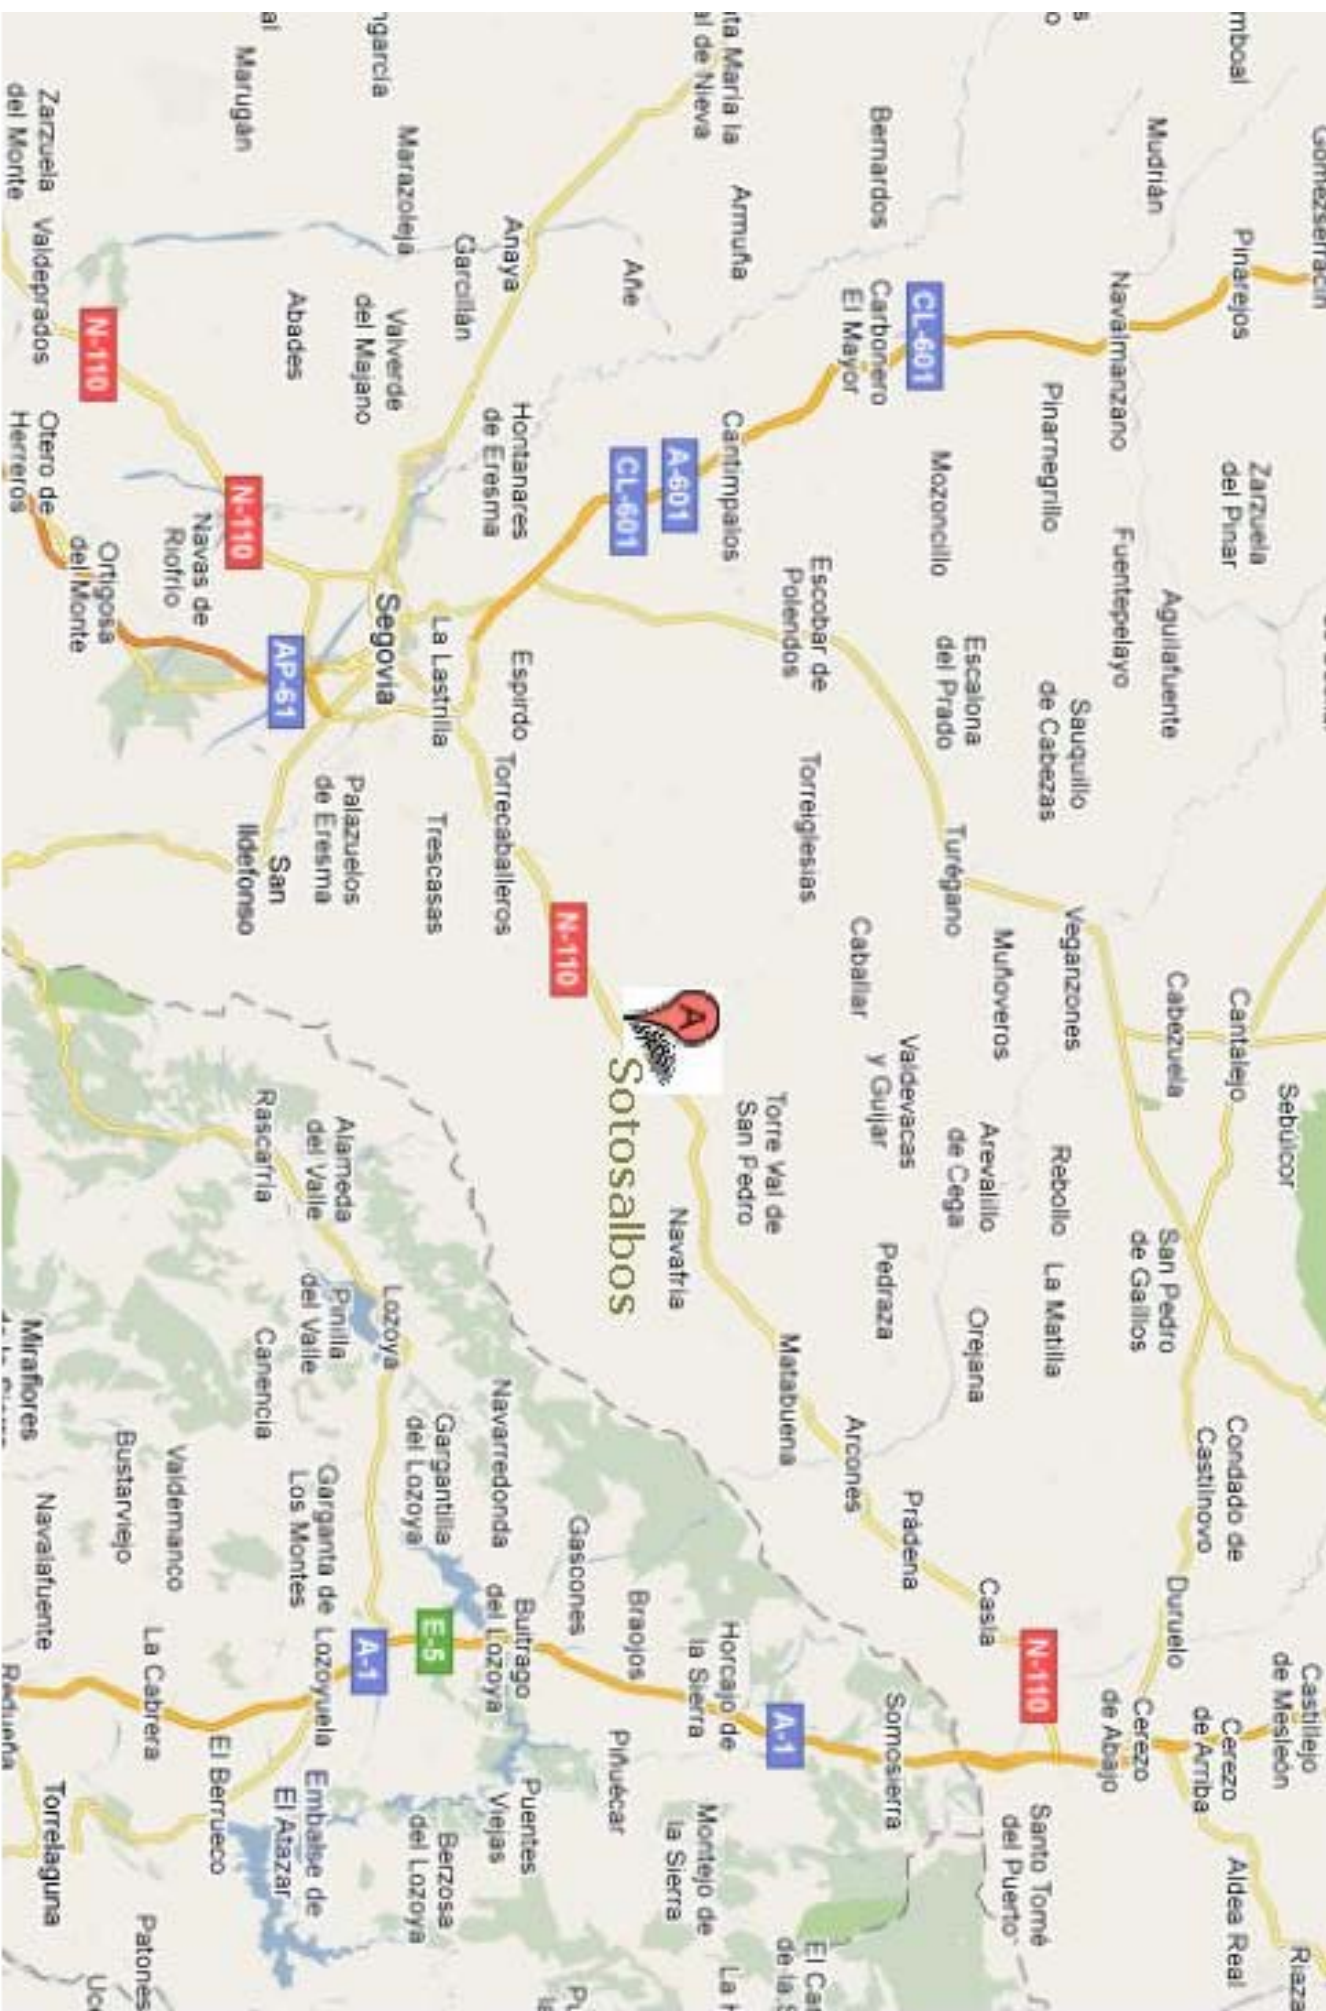 Gomezserracín
Riaza
Castillejo
de Mesleón
Sebúlcor
Zarzuela
del Pinar
Pinarejos
Cantalejo
Condado de
Castilnovo
Cerezo
de Arriba
Aldea Real
Mudrián
Aguilafuente
Cabezuela
San Pedro
de Gaillos
Duruelo
Navalmanzano
Fuentepelayo
Cerezo
de Abajo
Pinarnegrillo
Sauquillo
de Cabezas
Veganzones
Rebollo
La Matilla
N-110
Santo Tomé
del Puerto
Muñoveros
Arevalillo
de Cega
Orejana
Casla
CL-601
Mozoncillo
Escalona
del Prado
Turégano
Valdevacas
y Guijar
Pedraza
Prádena
Somosierra
Bernardos
Carbonero
El Mayor
Caballar
Arcones
Escobar de
Polendos
Torreiglesias
Matabuena
A-1
Armuña
Cantimpalos
Torre Val de
San Pedro
Horcajo de
la Sierra
Montejo de
la Sierra
A-601
CL-601
A
Navafría
Añe
Sotosalbos
Braojos
Piñuécar
N-110
Gascones
Anaya
Garcillán
Hontanares
de Eresma
Espirdo
Torrecaballeros
Navarredonda
Buitrago
del Lozoya
Puentes
Viejas
La Lastrilla
Trescasas
Gargantilla
del Lozoya
E-5
Berzosa
del Lozoya
Marazoleja
Valverde
del Majano
Segovia
Lozoya
A-1
Palazuelos
de Eresma
Alameda
del Valle
Pinilla
del Valle
Garganta de
Los Montes
Lozoyuela
Embalse de
El Atazar
Abades
AP-61
San
Ildefonso
Rascafría
Canencia
Marugán
N-110
El Berrueco
Navas de
Riofrío
Valdemanco
Bustarviejo
La Cabrera
Patones
N-110
Ortigosa
del Monte
Zarzuela
del Monte
Valdeprados
Otero de
Herreros
Miraflores
Navalafuente
Redueña
Torrelaguna